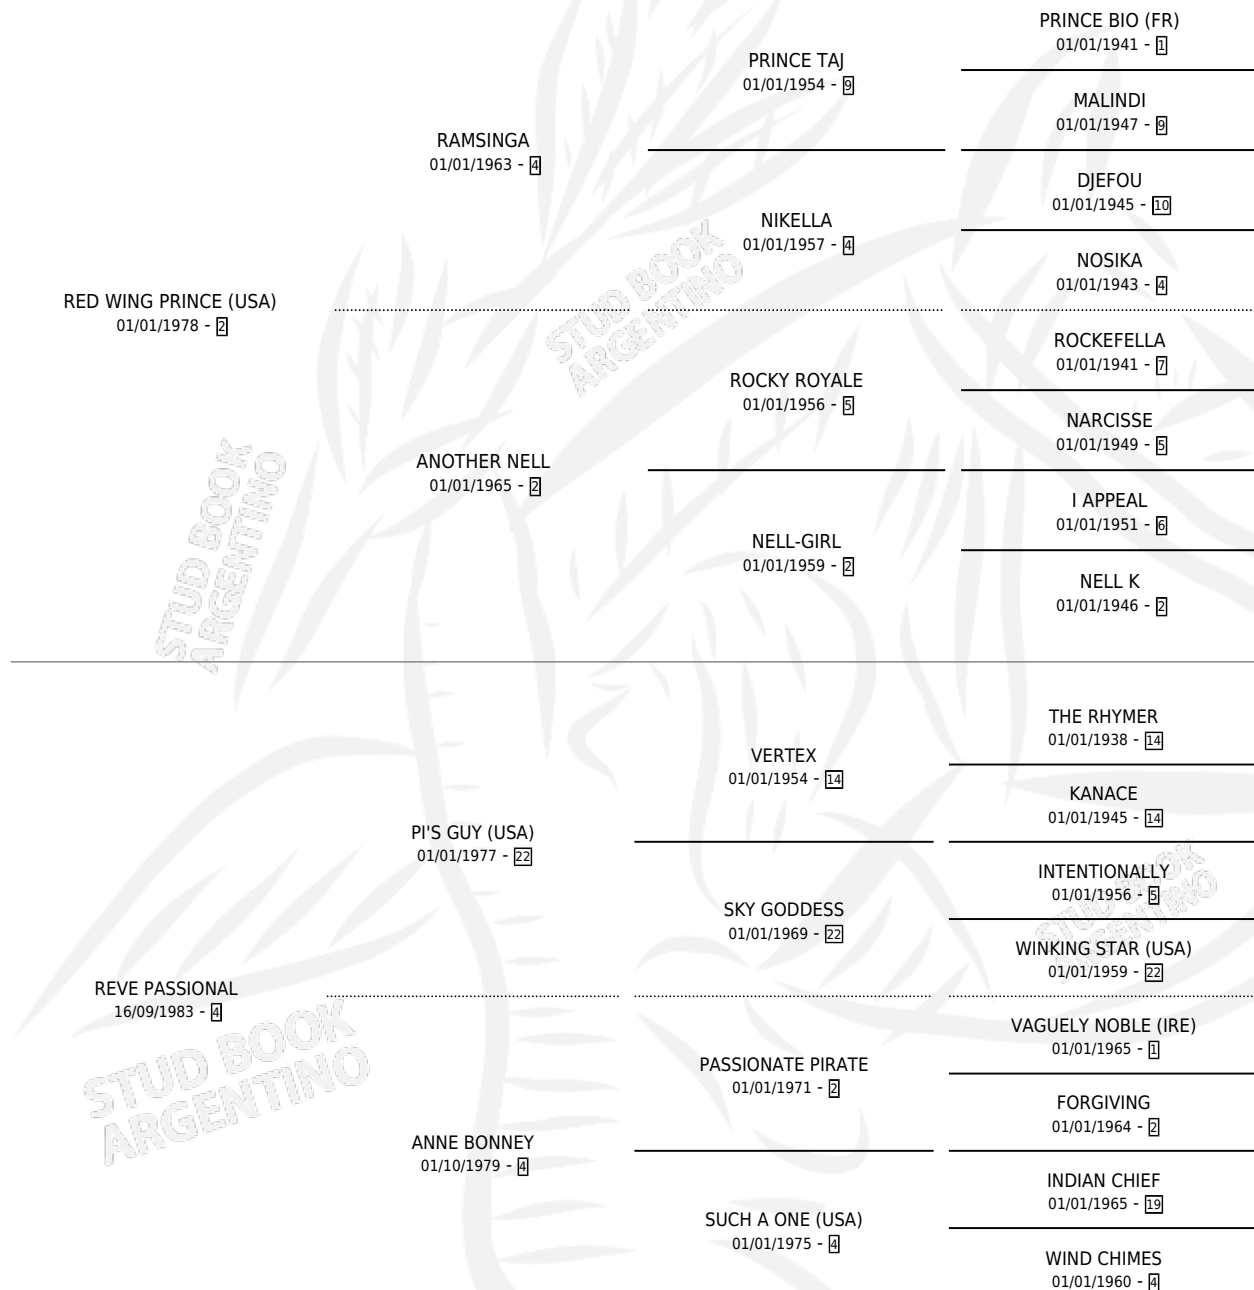 PRINCE BIO (FR)
01/01/1941 - 1
PRINCE TAJ
01/01/1954 - 9
MALINDI
01/01/1947 - 9
RAMSINGA
01/01/1963 - 4
DJEFOU
01/01/1945 - 10
NIKELLA
01/01/1957 - 4
NOSIKA
01/01/1943 - 4
RED WING PRINCE (USA)
01/01/1978 - 2
ROCKEFELLA
01/01/1941 - 7
ROCKY ROYALE
01/01/1956 - 5
NARCISSE
01/01/1949 - 5
ANOTHER NELL
01/01/1965 - 2
I APPEAL
01/01/1951 - 6
NELL-GIRL
01/01/1959 - 2
NELL K
01/01/1946 - 2
THE RHYMER
01/01/1938 - 14
VERTEX
01/01/1954 - 14
KANACE
01/01/1945 - 14
PI'S GUY (USA)
01/01/1977 - 22
INTENTIONALLY
01/01/1956 - 5
SKY GODDESS
01/01/1969 - 22
WINKING STAR (USA)
01/01/1959 - 22
REVE PASSIONAL
16/09/1983 - 4
VAGUELY NOBLE (IRE)
01/01/1965 - 1
PASSIONATE PIRATE
01/01/1971 - 2
FORGIVING
01/01/1964 - 2
ANNE BONNEY
01/10/1979 - 4
INDIAN CHIEF
01/01/1965 - 19
SUCH A ONE (USA)
01/01/1975 - 4
WIND CHIMES
01/01/1960 - 4
STUD BOOK
ARGENTINO
STUD BOOK
ARGENTINO
STUD BOOK
ARGENTINO
STUD BOOK
ARGENTINO